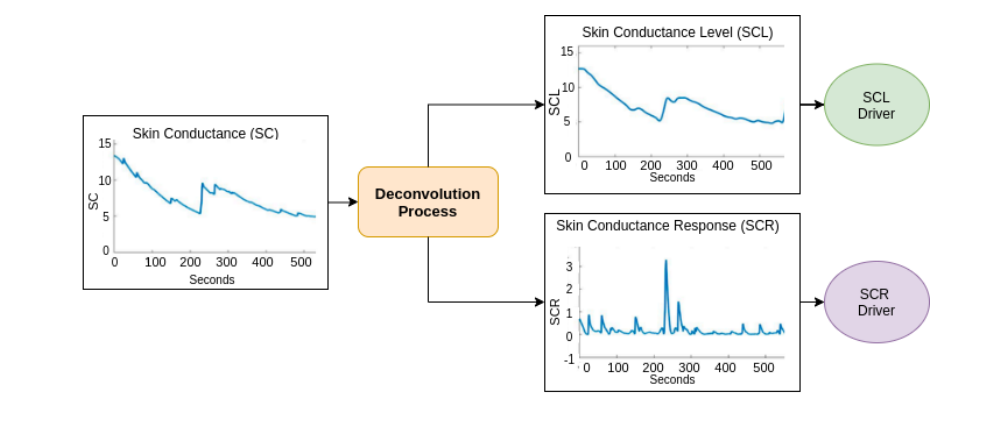 Skin Conductance (SC)
15
10
5
0
SC
0 100 200 300 400 500
Seconds
Deconvolution
Process
Skin Conductance Level (SCL)
15
10
5
0
SCL
0 100 200 300 400 500
Seconds
SCL
Driver
Skin Conductance Response (SCR)
3
2
1
0
-1
SCR
0 100 200 300 400 500
Seconds
SCR
Driver